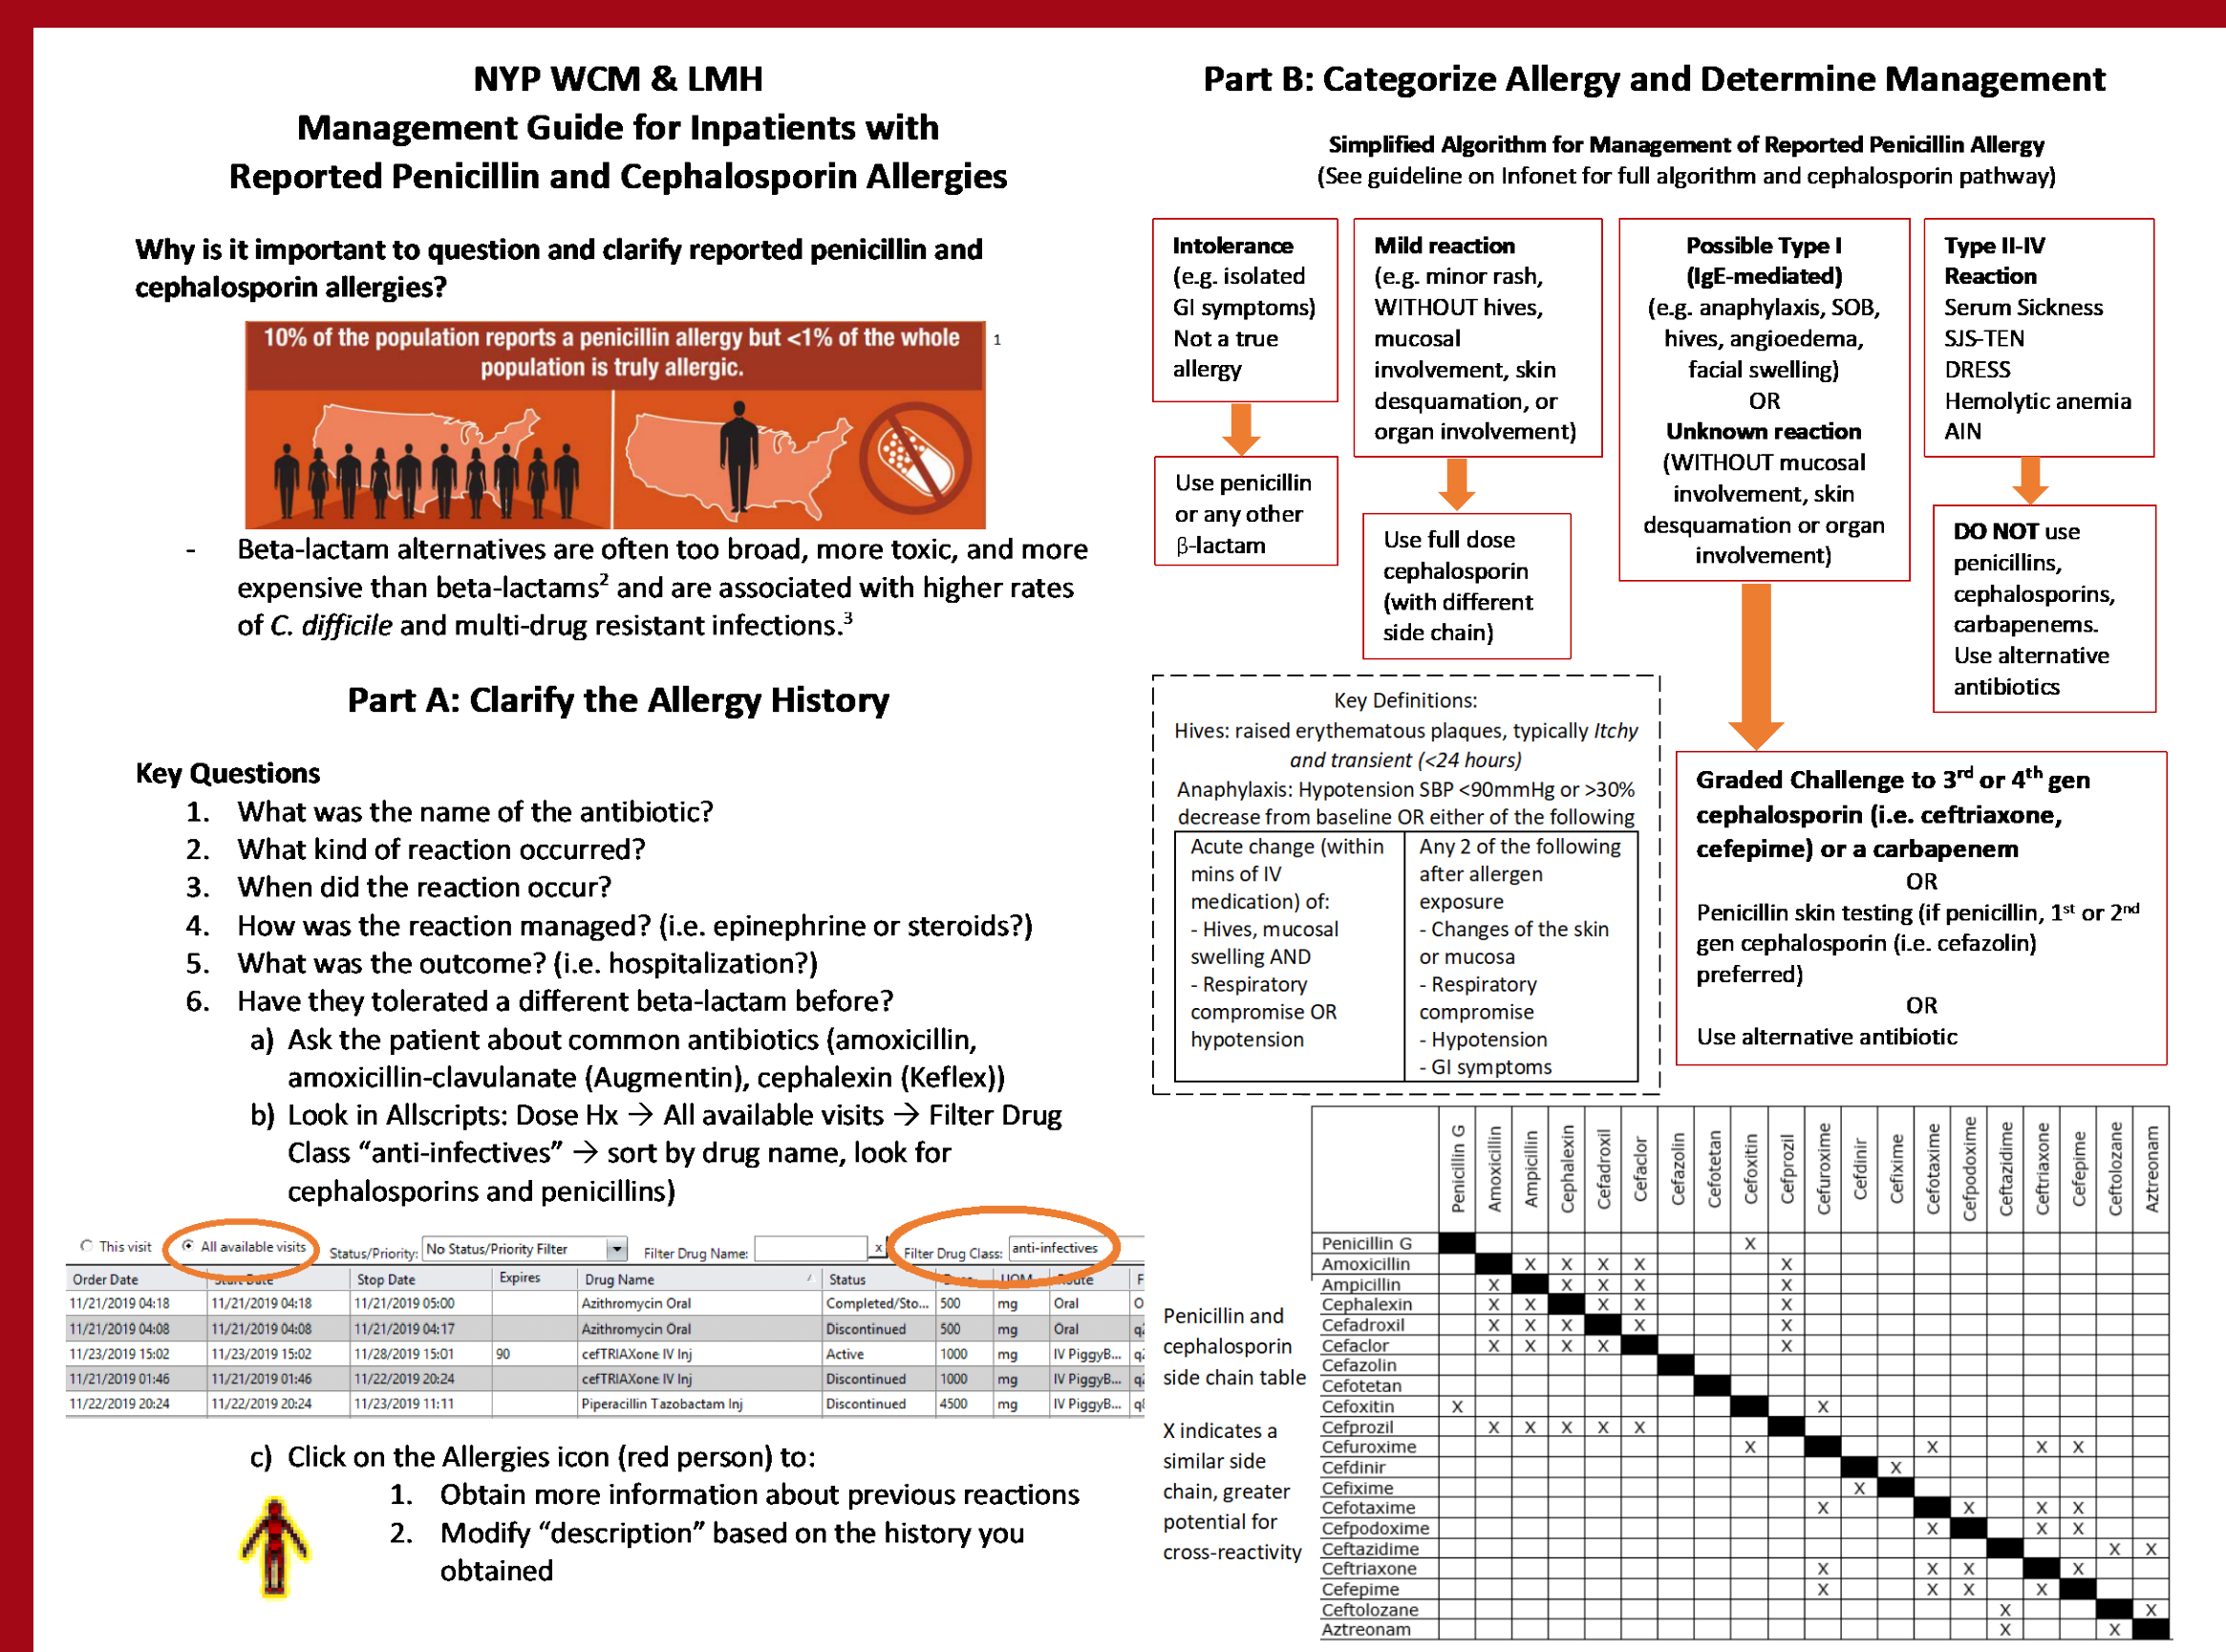 NYP WCM & LMH
Management Guide for Inpatients with
Reported Penicillin and Cephalosporin Allergies
Why is it important to question and clarify reported penicillin and
cephalosporin allergies?
10% of the population reports a penicillin allergy but <1% of the whole
population is truly allergic.
1
- Beta-lactam alternatives are often too broad, more toxic, and more
expensive than beta-lactams² and are associated with higher rates
of C. difficile and multi-drug resistant infections.³
Part A: Clarify the Allergy History
Key Questions
1. What was the name of the antibiotic?
2. What kind of reaction occurred?
3. When did the reaction occur?
4. How was the reaction managed? (i.e. epinephrine or steroids?)
5. What was the outcome? (i.e. hospitalization?)
6. Have they tolerated a different beta-lactam before?
a) Ask the patient about common antibiotics (amoxicillin,
amoxicillin-clavulanate (Augmentin), cephalexin (Keflex))
b) Look in Allscripts: Dose Hx → All available visits → Filter Drug
Class “anti-infectives” → sort by drug name, look for
cephalosporins and penicillins)
This visit All available visits Status/Priority: No Status/Priority Filter Filter Drug Name: x Filter Drug Class: anti-infectives
Order Date Start Date Stop Date Expires Drug Name Status UOM Route F
11/21/2019 04:18 11/21/2019 04:18 11/21/2019 05:00 Azithromycin Oral Completed/Sto... 500 mg Oral O
11/21/2019 04:08 11/21/2019 04:08 11/21/2019 04:17 Azithromycin Oral Discontinued 500 mg Oral
11/23/2019 15:02 11/23/2019 15:02 11/28/2019 15:01 90 cefTRIAXone IV Inj Active 1000 mg IV PiggyB...
11/21/2019 01:46 11/21/2019 01:46 11/22/2019 20:24 cefTRIAXone IV Inj Discontinued 1000 mg IV PiggyB...
11/22/2019 20:24 11/22/2019 20:24 11/23/2019 11:11 Piperacillin Tazobactam Inj Discontinued 4500 mg IV PiggyB...
c) Click on the Allergies icon (red person) to:
1. Obtain more information about previous reactions
2. Modify “description” based on the history you
obtained
Part B: Categorize Allergy and Determine Management
Simplified Algorithm for Management of Reported Penicillin Allergy
(See guideline on Infonet for full algorithm and cephalosporin pathway)
Intolerance
(e.g. isolated
GI symptoms)
Not a true
allergy
Use penicillin
or any other
β-lactam
Mild reaction
(e.g. minor rash,
WITHOUT hives,
mucosal
involvement, skin
desquamation, or
organ involvement)
Use full dose
cephalosporin
(with different
side chain)
Possible Type I
(IgE-mediated)
(e.g. anaphylaxis, SOB,
hives, angioedema,
facial swelling)
OR
Unknown reaction
(WITHOUT mucosal
involvement, skin
desquamation or organ
involvement)
Graded Challenge to 3rd or 4th gen
cephalosporin (i.e. ceftriaxone,
cefepime) or a carbapenem
OR
Penicillin skin testing (if penicillin, 1st or 2nd
gen cephalosporin (i.e. cefazolin)
preferred)
OR
Use alternative antibiotic
Type II-IV
Reaction
Serum Sickness
SJS-TEN
DRESS
Hemolytic anemia
AIN
DO NOT use
penicillins,
cephalosporins,
carbapenems.
Use alternative
antibiotics
Key Definitions:
Hives: raised erythematous plaques, typically Itchy
and transient (<24 hours)
Anaphylaxis: Hypotension SBP <90mmHg or >30%
decrease from baseline OR either of the following
Acute change (within
mins of IV
medication) of:
- Hives, mucosal
swelling AND
- Respiratory
compromise OR
hypotension
Any 2 of the following
after allergen
exposure
- Changes of the skin
or mucosa
- Respiratory
compromise
- Hypotension
- GI symptoms
Penicillin and
cephalosporin
side chain table
X indicates a
similar side
chain, greater
potential for
cross-reactivity
Penicillin G Amoxicillin Ampicillin Cephalexin Cefadroxil Cefaclor Cefazolin Cefotetan Cefoxitin Cefprozil Cefuroxime Cefdinir Cefixime Cefotaxime Cefpodoxime Ceftazidime Ceftriaxone Cefepime Ceftolozane Aztreonam
Penicillin G X
Amoxicillin X X X X X
Ampicillin X X X X X
Cephalexin X X X X X
Cefadroxil X X X X X
Cefaclor X X X X X
Cefazolin
Cefotetan
Cefoxitin X X
Cefprozil X X X X X
Cefuroxime X X X X
Cefdinir X
Cefixime X
Cefotaxime X X X X
Cefpodoxime X X X
Ceftazidime X X
Ceftriaxone X X X X
Cefepime X X X X
Ceftolozane X X
Aztreonam X X